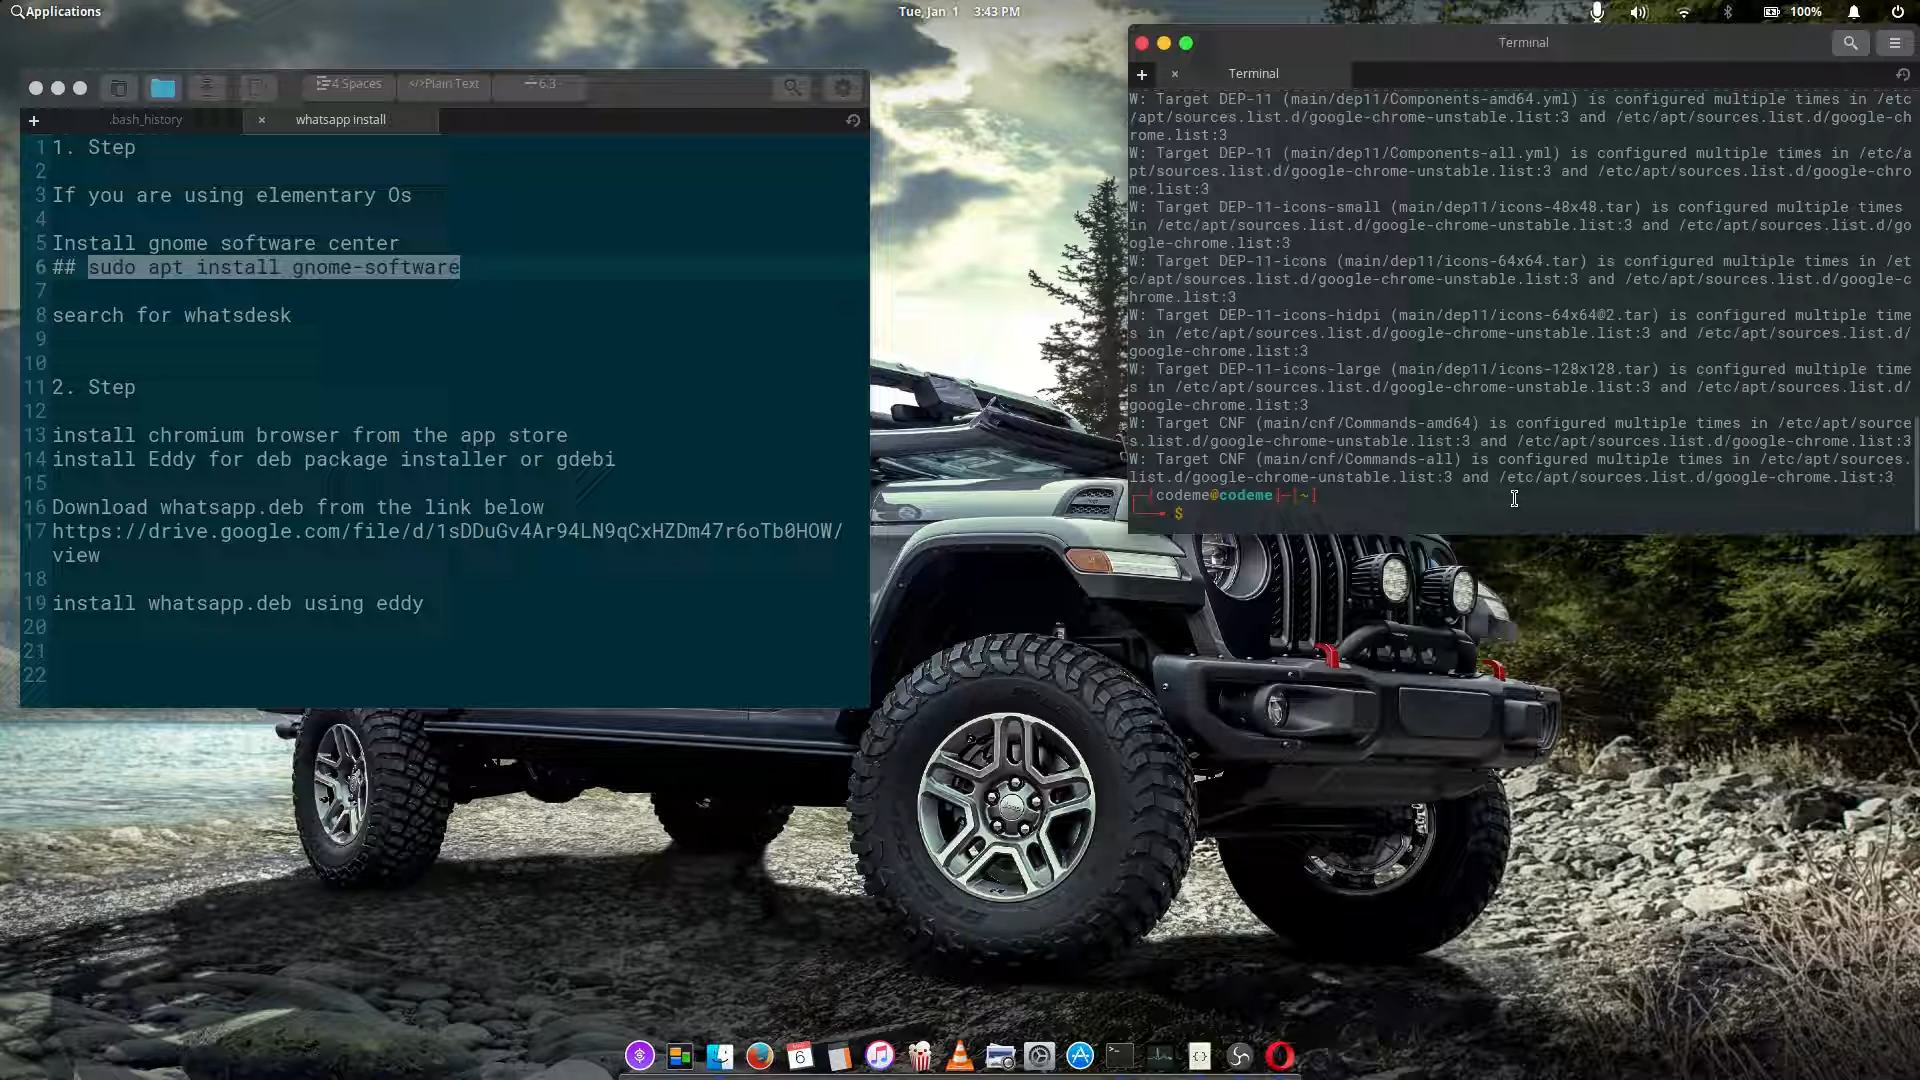 Applications
Tue, Jan 1 3:43 PM
100%
4 Spaces
</>Plain Text
6.3
.bash_history
whatsapp install
1 1. Step
2
3 If you are using elementary Os
4
5 Install gnome software center
6 ## sudo apt install gnome-software
7
8 search for whatsdesk
9
10
11 2. Step
12
13 install chromium browser from the app store
14 install Eddy for deb package installer or gdebi
15
16 Download whatsapp.deb from the link below
17 https://drive.google.com/file/d/1sDDuGv4Ar94LN9qCxHZDm47r6oTb0HOW/
view
18
19 install whatsapp.deb using eddy
20
21
22
Terminal
Terminal
W: Target DEP-11 (main/dep11/Components-amd64.yml) is configured multiple times in /etc
/apt/sources.list.d/google-chrome-unstable.list:3 and /etc/apt/sources.list.d/google-ch
rome.list:3
W: Target DEP-11 (main/dep11/Components-all.yml) is configured multiple times in /etc/a
pt/sources.list.d/google-chrome-unstable.list:3 and /etc/apt/sources.list.d/google-chro
me.list:3
W: Target DEP-11-icons-small (main/dep11/icons-48x48.tar) is configured multiple times
in /etc/apt/sources.list.d/google-chrome-unstable.list:3 and /etc/apt/sources.list.d/go
ogle-chrome.list:3
W: Target DEP-11-icons (main/dep11/icons-64x64.tar) is configured multiple times in /et
c/apt/sources.list.d/google-chrome-unstable.list:3 and /etc/apt/sources.list.d/google-c
hrome.list:3
W: Target DEP-11-icons-hidpi (main/dep11/icons-64x64@2.tar) is configured multiple time
s in /etc/apt/sources.list.d/google-chrome-unstable.list:3 and /etc/apt/sources.list.d/
google-chrome.list:3
W: Target DEP-11-icons-large (main/dep11/icons-128x128.tar) is configured multiple time
s in /etc/apt/sources.list.d/google-chrome-unstable.list:3 and /etc/apt/sources.list.d/
google-chrome.list:3
W: Target CNF (main/cnf/Commands-amd64) is configured multiple times in /etc/apt/source
s.list.d/google-chrome-unstable.list:3 and /etc/apt/sources.list.d/google-chrome.list:3
W: Target CNF (main/cnf/Commands-all) is configured multiple times in /etc/apt/sources.
list.d/google-chrome-unstable.list:3 and /etc/apt/sources.list.d/google-chrome.list:3
┌─[codeme@codeme]─[~]
└──╼ $
6